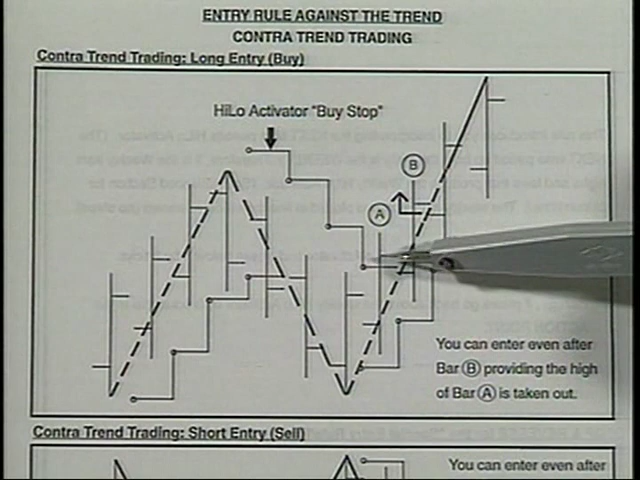 ENTRY RULE AGAINST THE TREND
CONTRA TREND TRADING
Contra Trend Trading: Long Entry (Buy)
HiLo Activator "Buy Stop"
B
A
You can enter even after
Bar Ⓑ providing the high
of Bar Ⓐ is taken out.
Contra Trend Trading: Short Entry (Sell)
You can enter even after